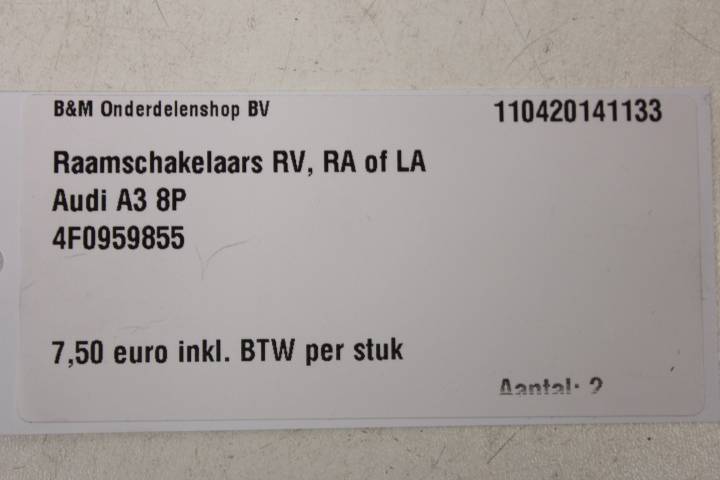 B&M Onderdelenshop BV 110420141133
Raamschakelaars RV, RA of LA
Audi A3 8P
4F0959855
7,50 euro inkl. BTW per stuk
Aantal: 2